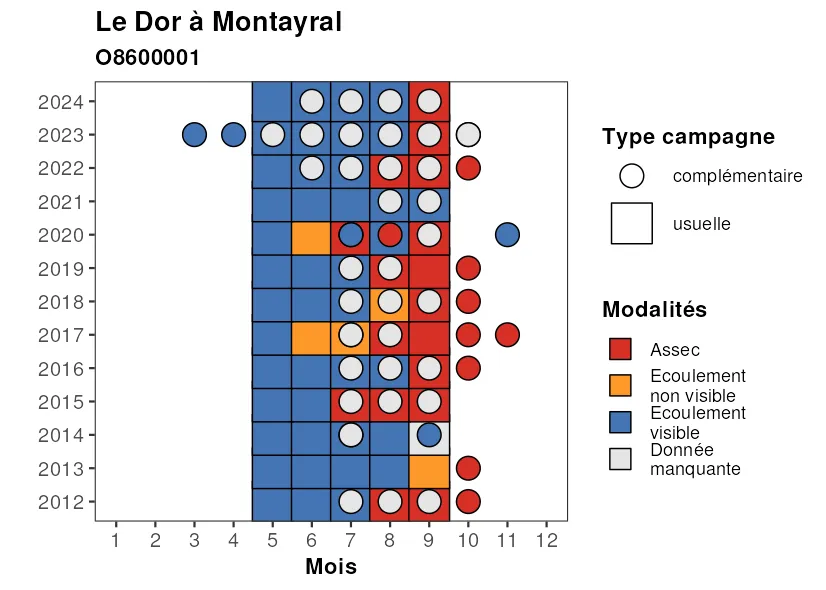 Le Dor à Montayral
O8600001
2024
2023
2022
2021
2020
2019
2018
2017
2016
2015
2014
2013
2012
1 2 3 4 5 6 7 8 9 10 11 12
Mois
Type campagne
complémentaire
usuelle
Modalités
Assec
Ecoulement
non visible
Ecoulement
visible
Donnée
manquante